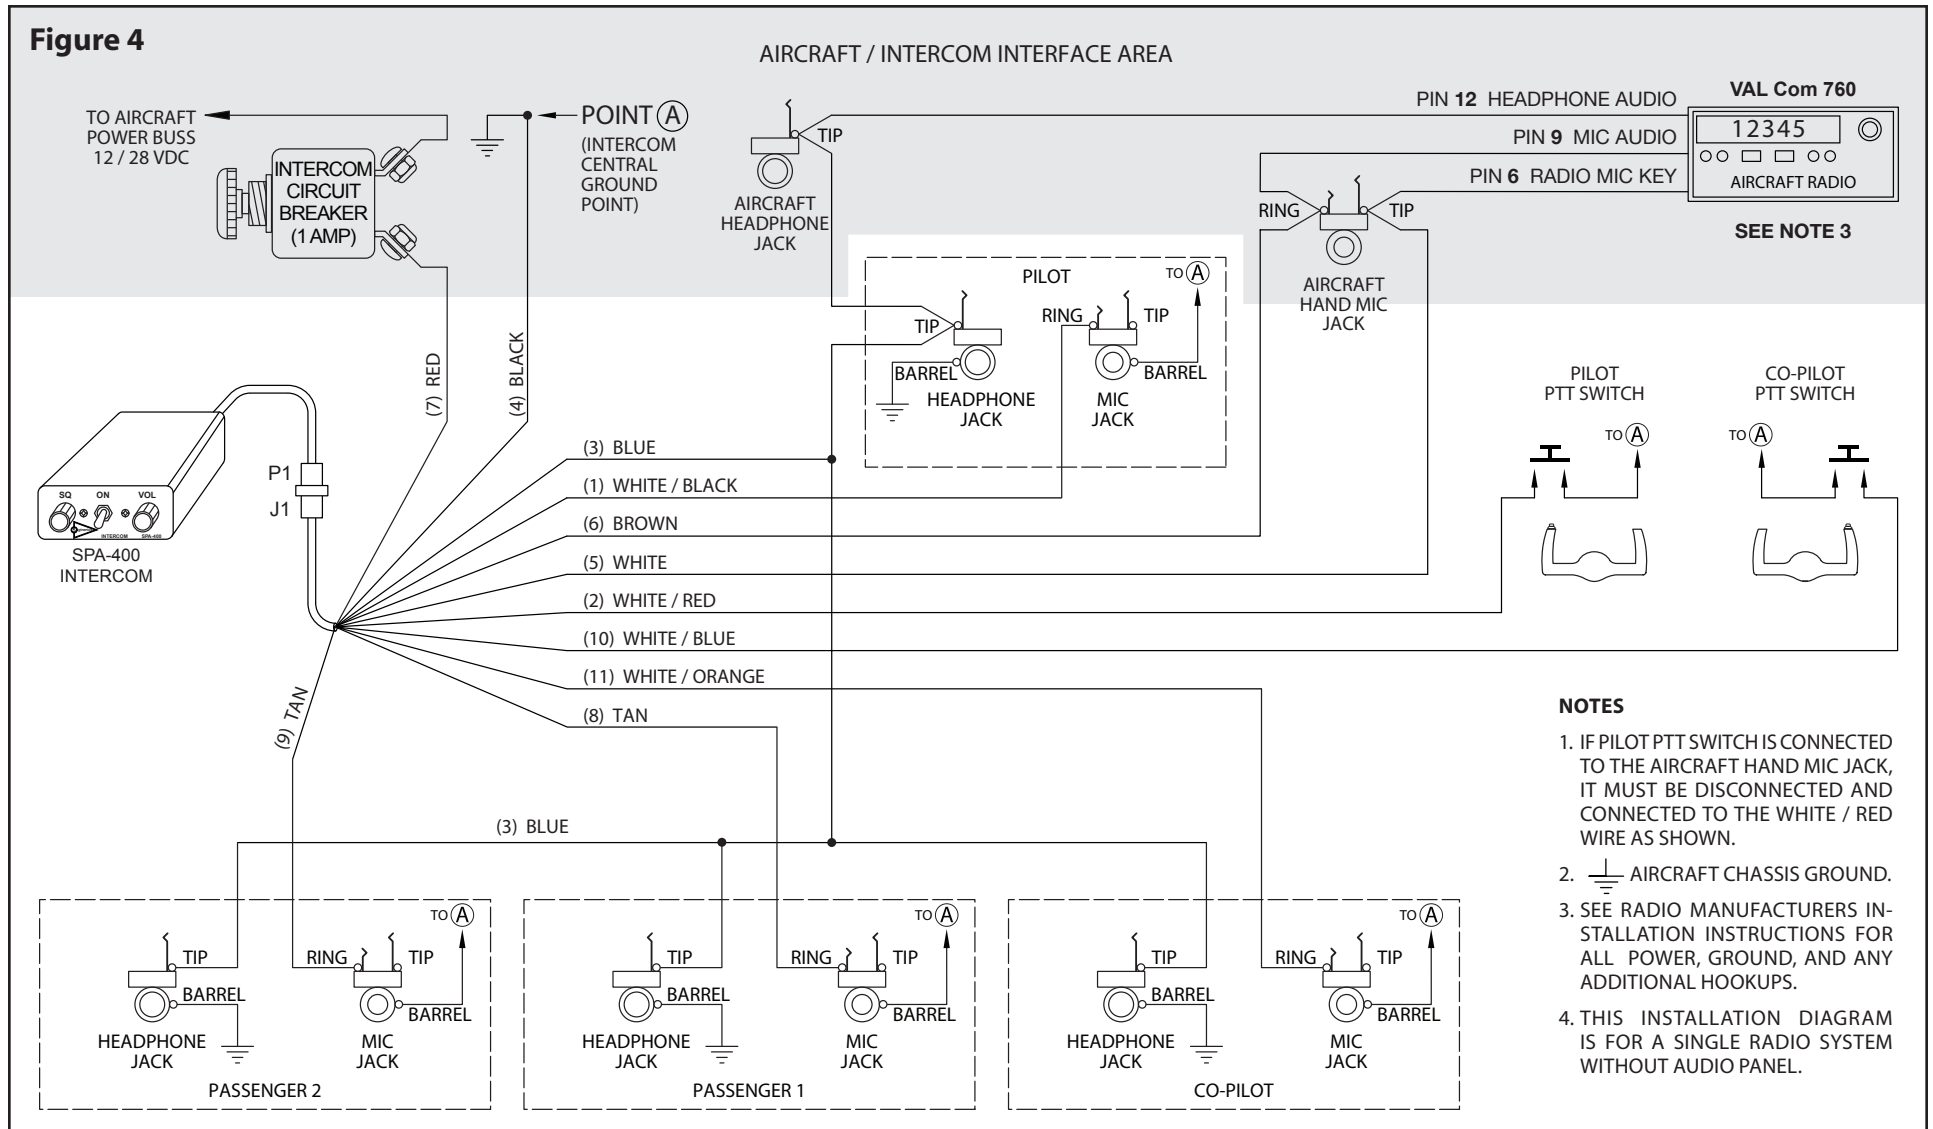 Figure 4
AIRCRAFT / INTERCOM INTERFACE AREA
TO AIRCRAFT
POWER BUSS
12 / 28 VDC
INTERCOM
CIRCUIT
BREAKER
(1 AMP)
POINT A
(INTERCOM
CENTRAL
GROUND
POINT)
TIP
AIRCRAFT
HEADPHONE
JACK
PIN 12 HEADPHONE AUDIO
PIN 9 MIC AUDIO
PIN 6 RADIO MIC KEY
VAL Com 760
12345
AIRCRAFT RADIO
SEE NOTE 3
RING
TIP
AIRCRAFT
HAND MIC
JACK
PILOT
TO A
TIP
RING
TIP
BARREL
BARREL
HEADPHONE
JACK
MIC
JACK
(7) RED
(4) BLACK
PILOT
PTT SWITCH
TO A
CO-PILOT
PTT SWITCH
TO A
P1
J1
SQ
ON
VOL
INTERCOM
SPA-400
SPA-400
INTERCOM
(3) BLUE
(1) WHITE / BLACK
(6) BROWN
(5) WHITE
(2) WHITE / RED
(10) WHITE / BLUE
(11) WHITE / ORANGE
(8) TAN
(9) TAN
(3) BLUE
TO A
TIP
RING
TIP
BARREL
BARREL
HEADPHONE
JACK
MIC
JACK
PASSENGER 2
TO A
TIP
RING
TIP
BARREL
BARREL
HEADPHONE
JACK
MIC
JACK
PASSENGER 1
TO A
TIP
RING
TIP
BARREL
BARREL
HEADPHONE
JACK
MIC
JACK
CO-PILOT
NOTES
1. IF PILOT PTT SWITCH IS CONNECTED
TO THE AIRCRAFT HAND MIC JACK,
IT MUST BE DISCONNECTED AND
CONNECTED TO THE WHITE / RED
WIRE AS SHOWN.
2. AIRCRAFT CHASSIS GROUND.
3. SEE RADIO MANUFACTURERS IN-
STALLATION INSTRUCTIONS FOR
ALL POWER, GROUND, AND ANY
ADDITIONAL HOOKUPS.
4. THIS INSTALLATION DIAGRAM
IS FOR A SINGLE RADIO SYSTEM
WITHOUT AUDIO PANEL.